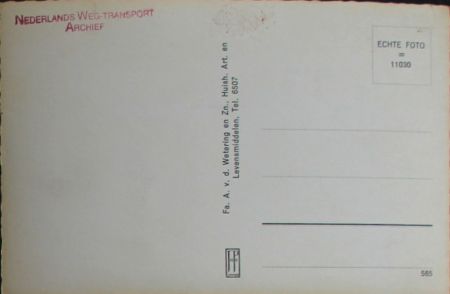 NEDERLANDS WEG-TRANSPORT
ARCHIEF
Fa. A. v. d. Wetering en Zn., Huish. Art. en
Levensmiddelen, Tel. 6507
ECHTE FOTO
=
11030
565